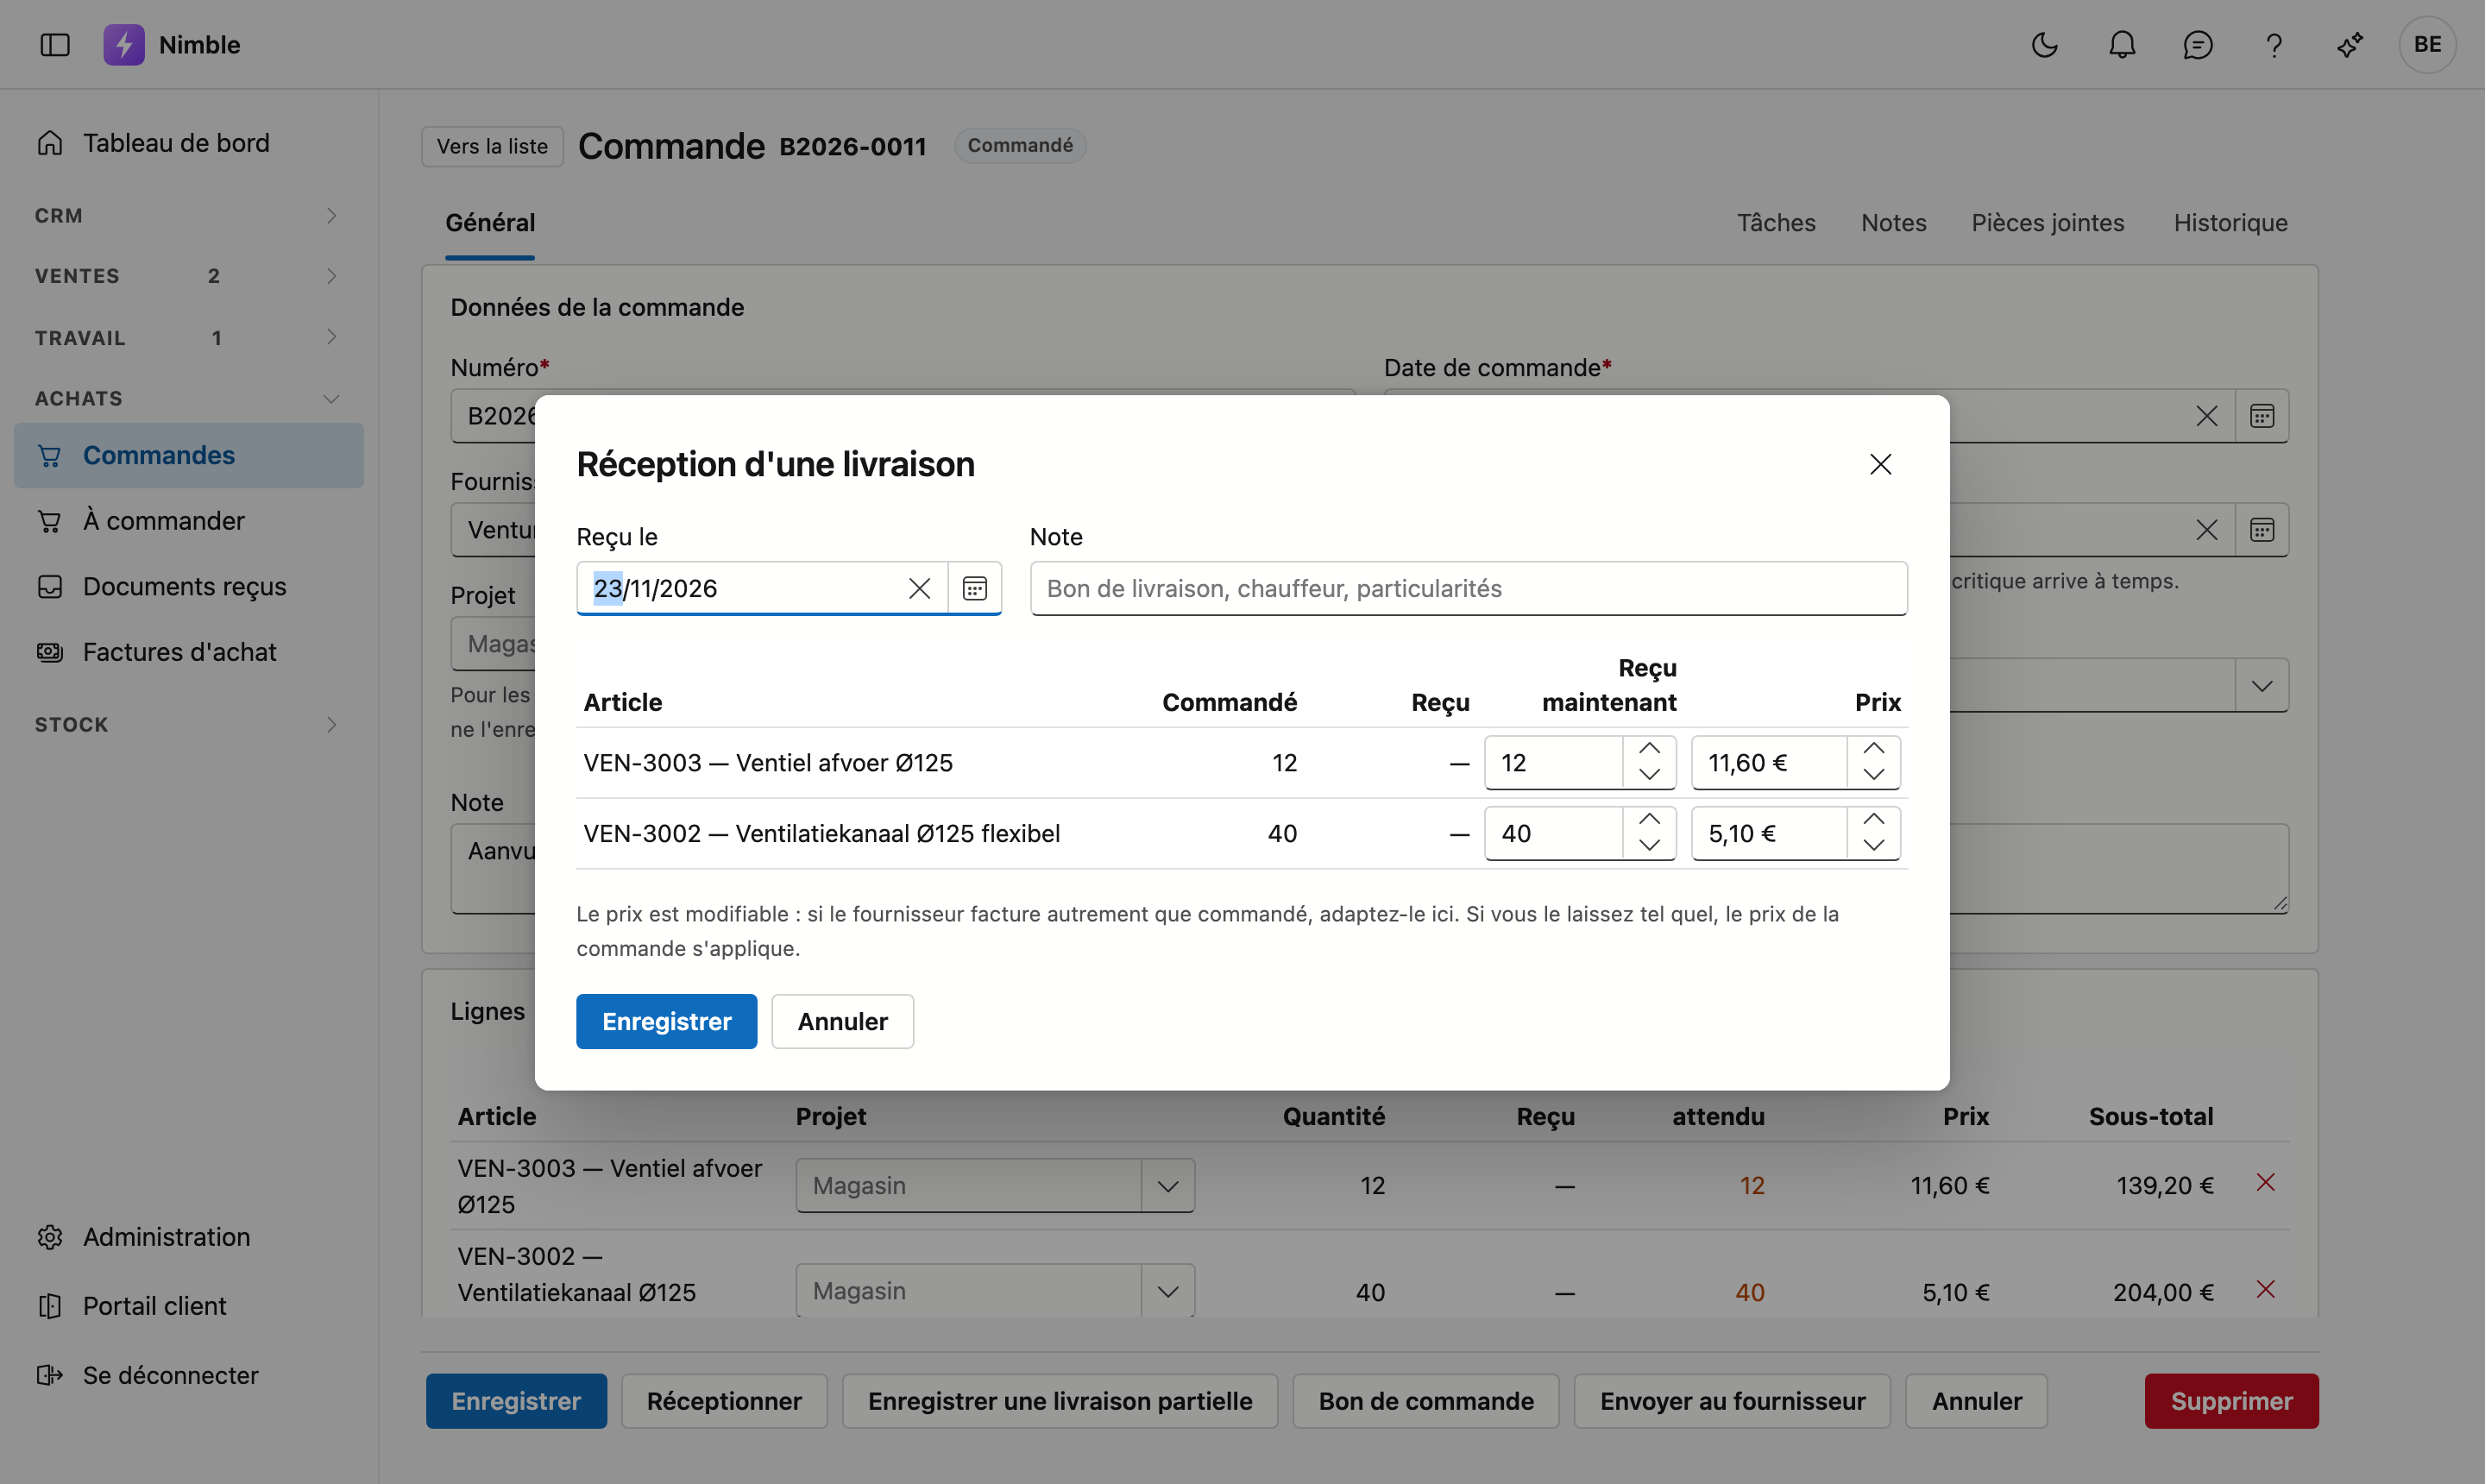 Nimble
BE
Tableau de bord
CRM
VENTES 2
TRAVAIL 1
ACHATS
Commandes
À commander
Documents reçus
Factures d'achat
STOCK
Administration
Portail client
Se déconnecter
Vers la liste Commande B2026-0011 Commandé
Général Tâches Notes Pièces jointes Historique
Données de la commande
Numéro* Date de commande*
Projet
critique arrive à temps.
Pour les
ne l'enre
Note
Réception d'une livraison
Reçu le Note
23/11/2026 Bon de livraison, chauffeur, particularités
Article Commandé Reçu Reçu maintenant Prix
VEN-3003 — Ventiel afvoer Ø125 12 — 12 11,60 €
VEN-3002 — Ventilatiekanaal Ø125 flexibel 40 — 40 5,10 €
Le prix est modifiable : si le fournisseur facture autrement que commandé, adaptez-le ici. Si vous le laissez tel quel, le prix de la
commande s'applique.
Enregistrer Annuler
Lignes
Article Projet Quantité Reçu attendu Prix Sous-total
VEN-3003 — Ventiel afvoer
Ø125 Magasin 12 — 12 11,60 € 139,20 €
VEN-3002 —
Ventilatiekanaal Ø125 Magasin 40 — 40 5,10 € 204,00 €
Enregistrer Réceptionner Enregistrer une livraison partielle Bon de commande Envoyer au fournisseur Annuler Supprimer